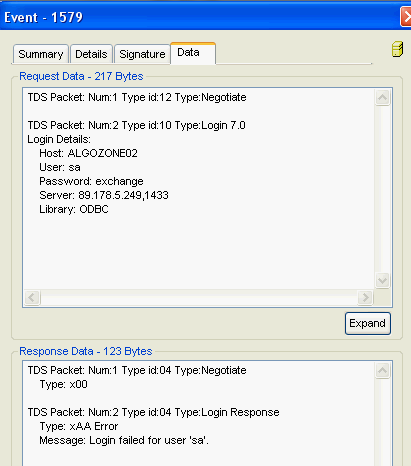 Event - 1579
Summary Details Signature Data
Request Data - 217 Bytes
TDS Packet: Num:1 Type id:12 Type:Negotiate
TDS Packet: Num:2 Type id:10 Type:Login 7.0
Login Details:
Host: ALGOZONE02
User: sa
Password: exchange
Server: 89.178.5.249,1433
Library: ODBC
Expand
Response Data - 123 Bytes
TDS Packet: Num:1 Type id:04 Type:Negotiate
Type: x00
TDS Packet: Num:2 Type id:04 Type:Login Response
Type: xAA Error
Message: Login failed for user 'sa'.